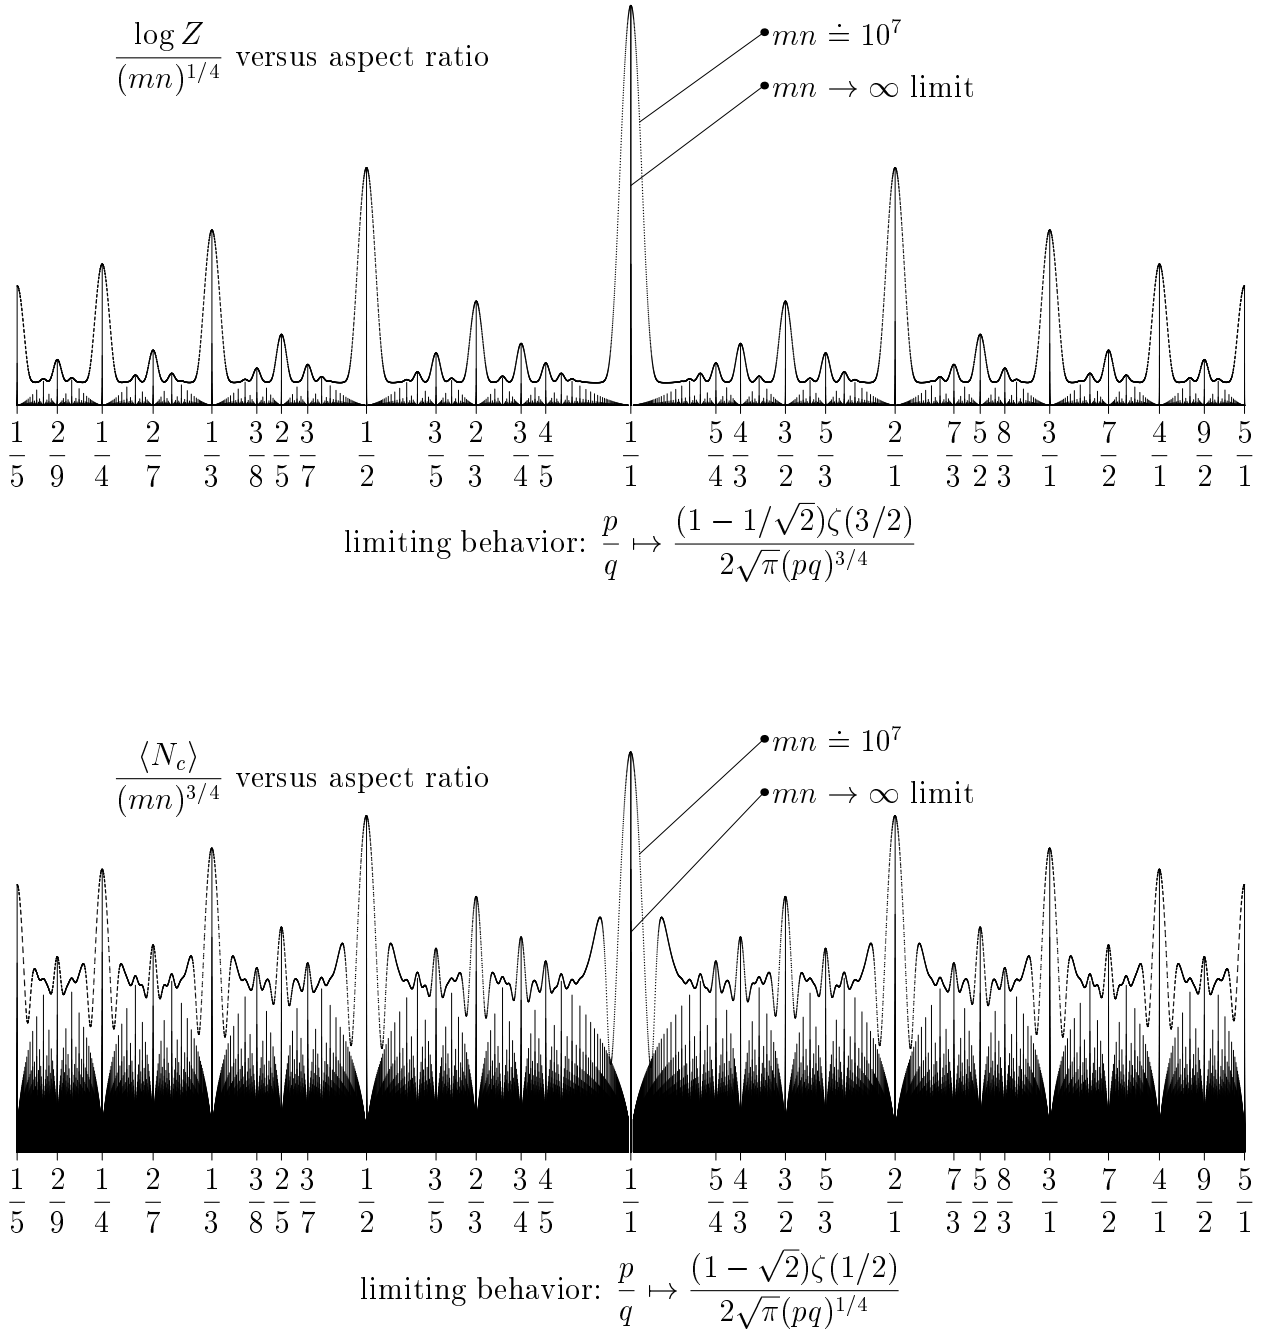 log Z / (mn)^{1/4} versus aspect ratio
mn ≐ 10^7
mn → ∞ limit
1/5 2/9 1/4 2/7 1/3 3/8 2/5 3/7 1/2 3/5 2/3 3/4 4/5 1/1 5/4 4/3 3/2 5/3 2/1 7/3 5/2 8/3 3/1 7/2 4/1 9/2 5/1
limiting behavior: p/q ↦ (1 − 1/√2)ζ(3/2) / 2√π(pq)^{3/4}
⟨N_c⟩ / (mn)^{3/4} versus aspect ratio
mn ≐ 10^7
mn → ∞ limit
1/5 2/9 1/4 2/7 1/3 3/8 2/5 3/7 1/2 3/5 2/3 3/4 4/5 1/1 5/4 4/3 3/2 5/3 2/1 7/3 5/2 8/3 3/1 7/2 4/1 9/2 5/1
limiting behavior: p/q ↦ (1 − √2)ζ(1/2) / 2√π(pq)^{1/4}